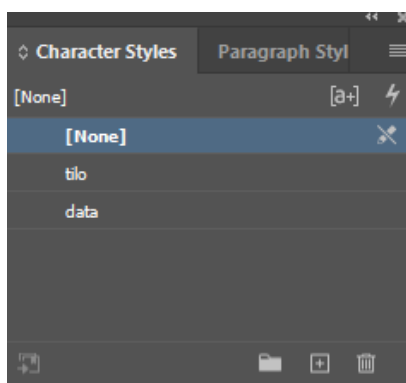 Character Styles Paragraph Styl
[None] [a+]
[None]
tilo
data